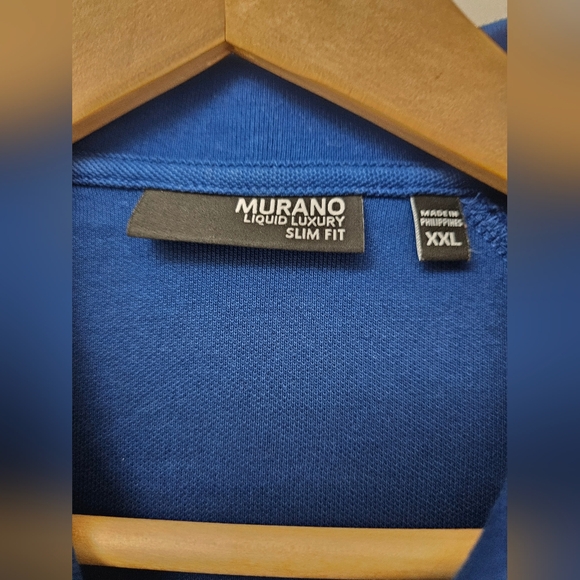 MURANO
LIQUID LUXURY
SLIM FIT
MADE IN
PHILIPPINES
XXL